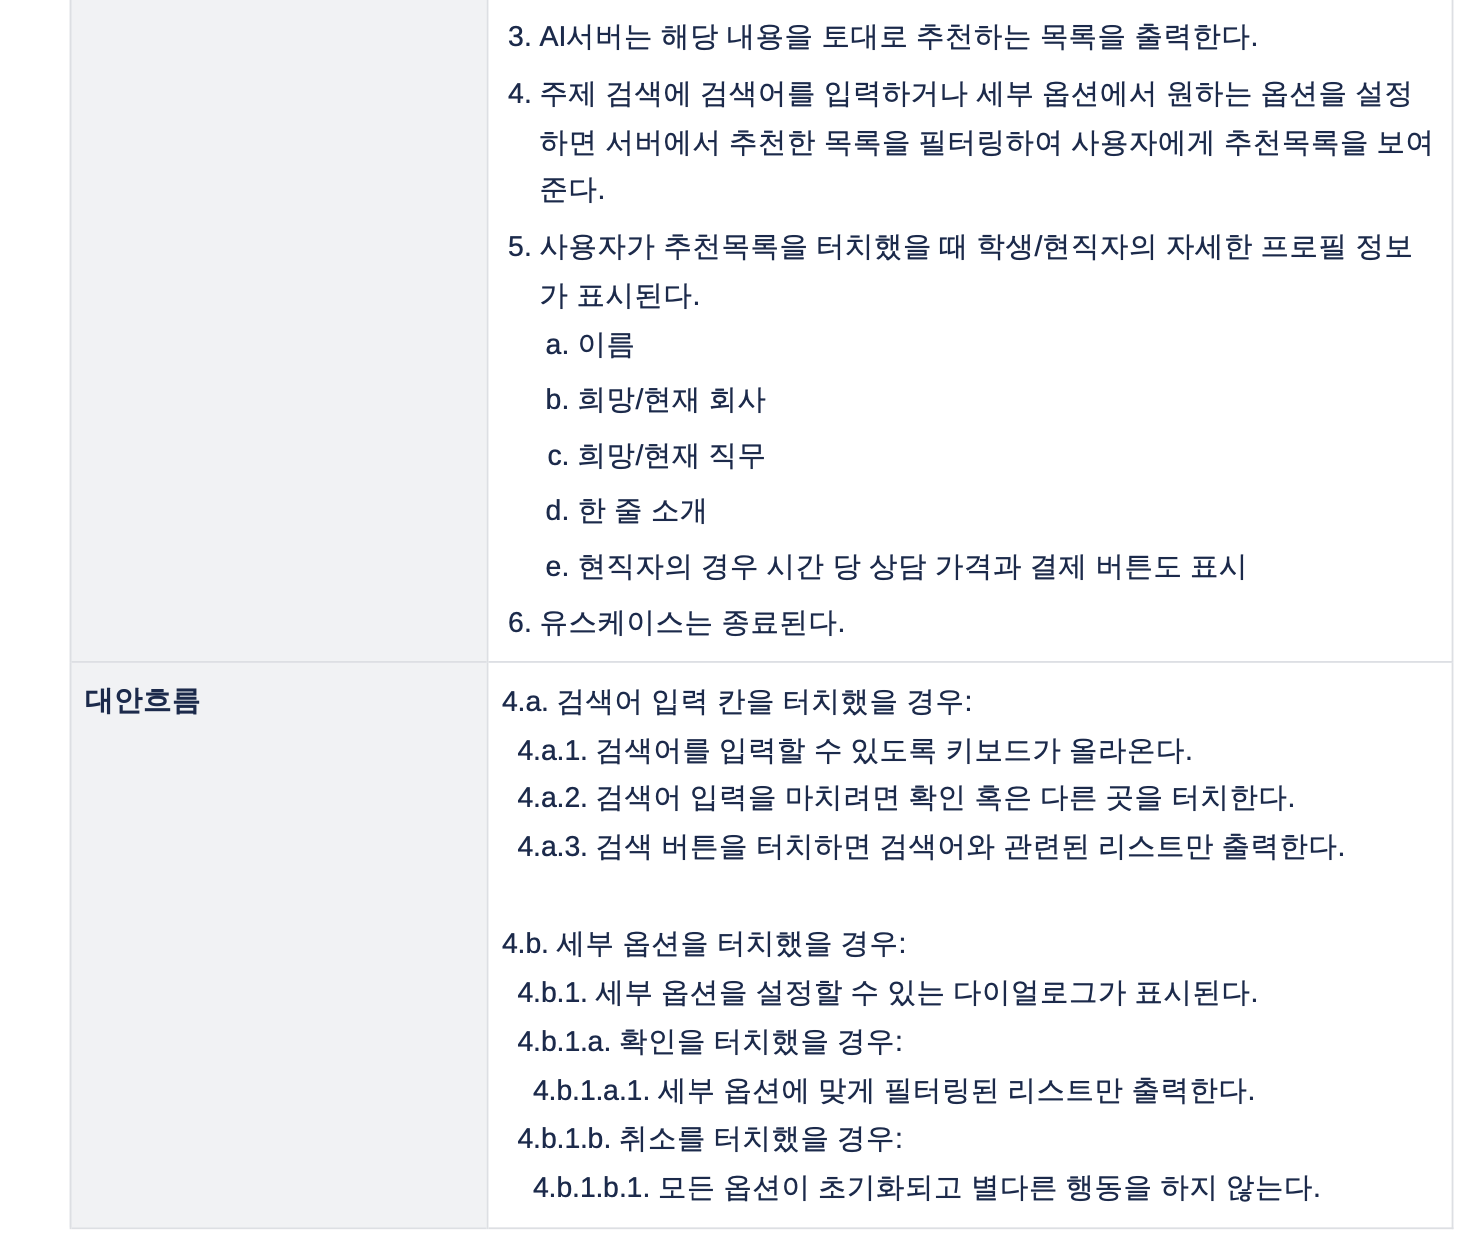 3. AI서버는 해당 내용을 토대로 추천하는 목록을 출력한다.
4. 주제 검색에 검색어를 입력하거나 세부 옵션에서 원하는 옵션을 설정
하면 서버에서 추천한 목록을 필터링하여 사용자에게 추천목록을 보여
준다.
5. 사용자가 추천목록을 터치했을 때 학생/현직자의 자세한 프로필 정보
가 표시된다.
a. 이름
b. 희망/현재 회사
c. 희망/현재 직무
d. 한 줄 소개
e. 현직자의 경우 시간 당 상담 가격과 결제 버튼도 표시
6. 유스케이스는 종료된다.
대안흐름
4.a. 검색어 입력 칸을 터치했을 경우:
4.a.1. 검색어를 입력할 수 있도록 키보드가 올라온다.
4.a.2. 검색어 입력을 마치려면 확인 혹은 다른 곳을 터치한다.
4.a.3. 검색 버튼을 터치하면 검색어와 관련된 리스트만 출력한다.
4.b. 세부 옵션을 터치했을 경우:
4.b.1. 세부 옵션을 설정할 수 있는 다이얼로그가 표시된다.
4.b.1.a. 확인을 터치했을 경우:
4.b.1.a.1. 세부 옵션에 맞게 필터링된 리스트만 출력한다.
4.b.1.b. 취소를 터치했을 경우:
4.b.1.b.1. 모든 옵션이 초기화되고 별다른 행동을 하지 않는다.